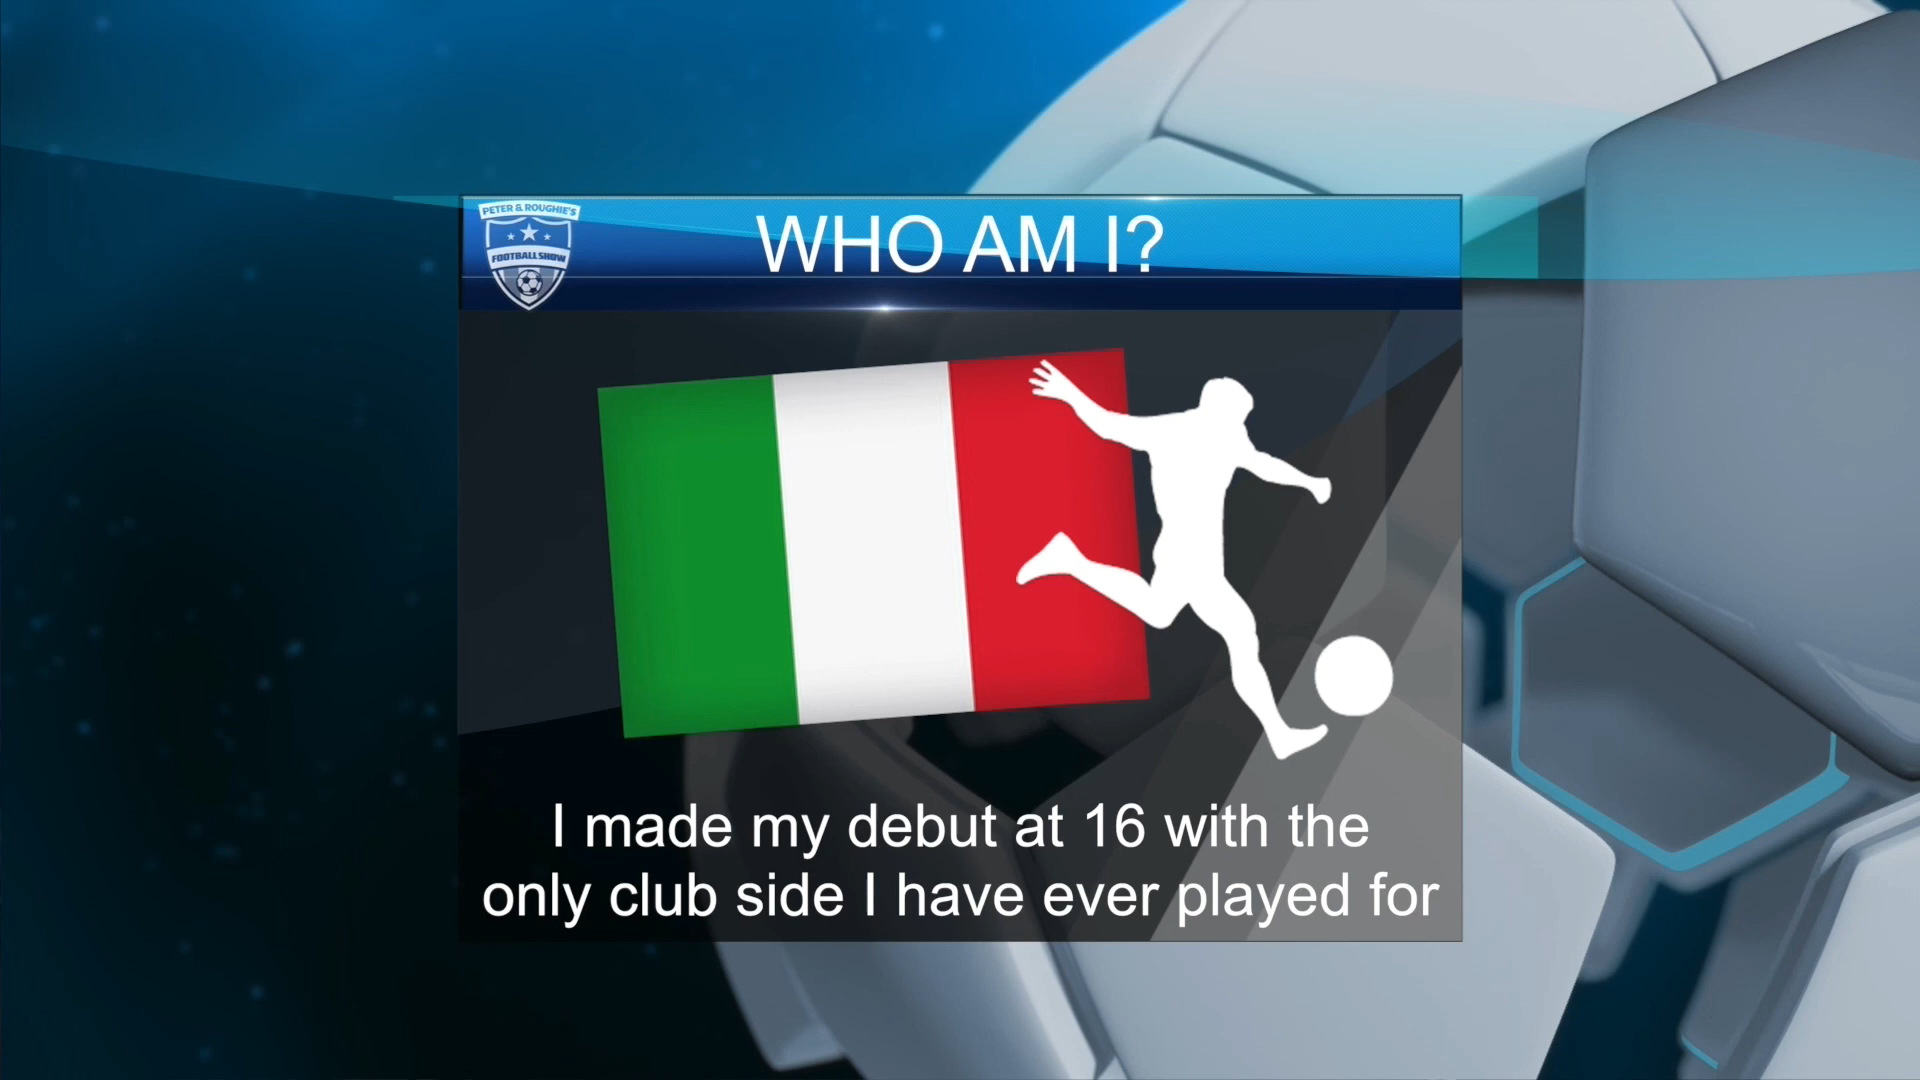 PETER & ROUGHIE'S
FOOTBALL SHOW
WHO AM I?
I made my debut at 16 with the
only club side I have ever played for